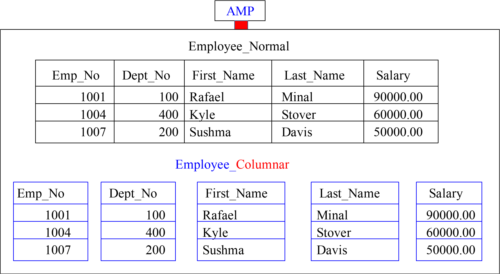 AMP
Employee_Normal
Emp_No Dept_No First_Name Last_Name Salary
1001 100 Rafael Minal 90000.00
1004 400 Kyle Stover 60000.00
1007 200 Sushma Davis 50000.00
Employee_Columnar
Emp_No Dept_No First_Name Last_Name Salary
1001 100 Rafael Minal 90000.00
1004 400 Kyle Stover 60000.00
1007 200 Sushma Davis 50000.00